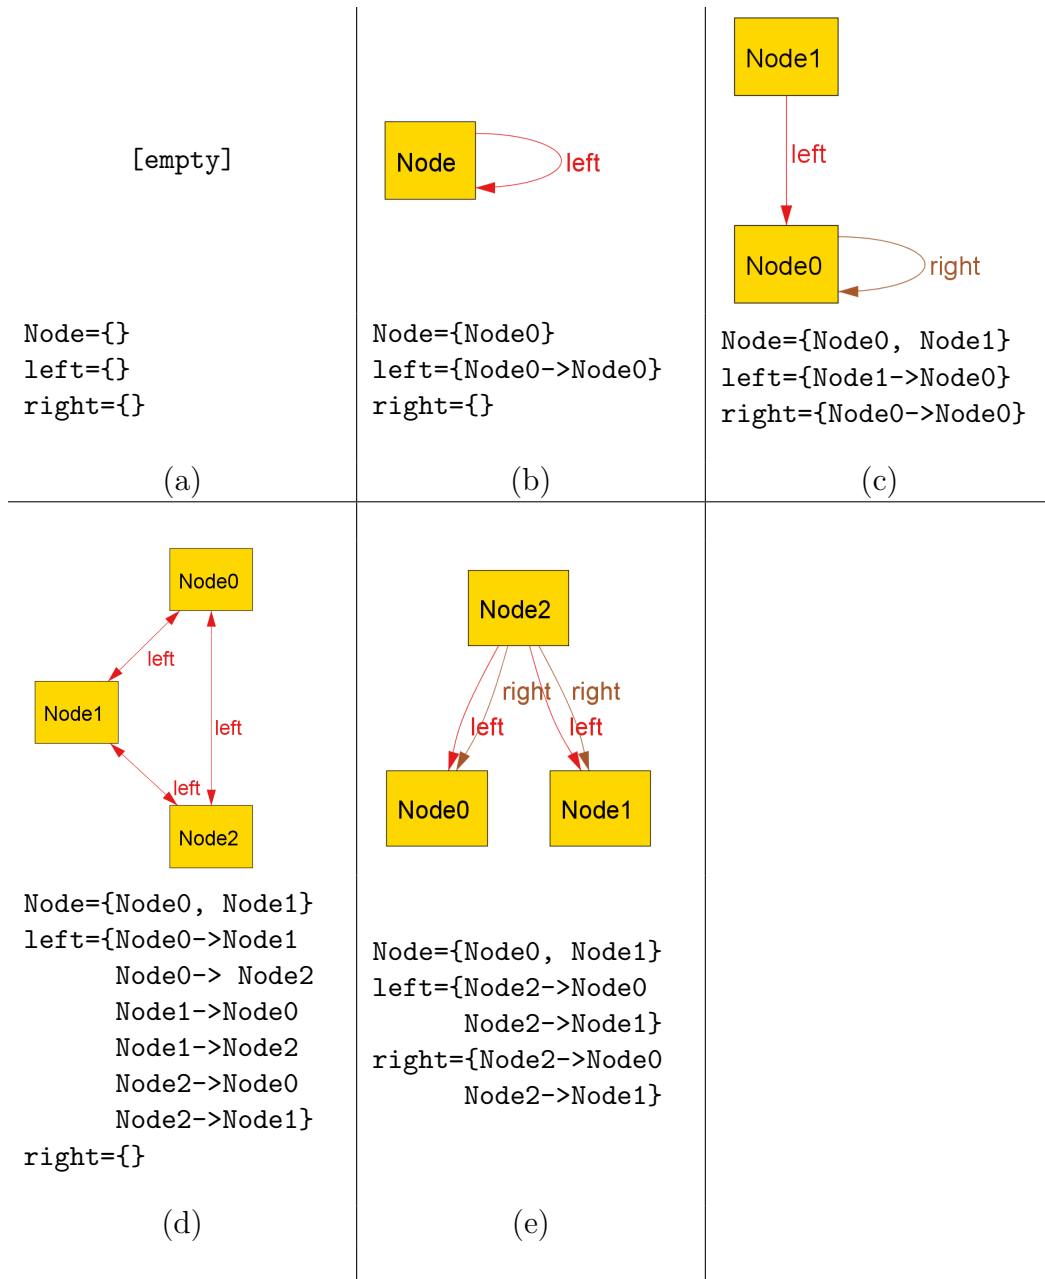 [empty]
Node={}
left={}
right={}
(a)
Node
left
Node={Node0}
left={Node0->Node0}
right={}
(b)
Node1
left
Node0
right
Node={Node0, Node1}
left={Node1->Node0}
right={Node0->Node0}
(c)
Node0
left
Node1
left
left
Node2
Node={Node0, Node1}
left={Node0->Node1
Node0-> Node2
Node1->Node0
Node1->Node2
Node2->Node0
Node2->Node1}
right={}
(d)
Node2
right right
left left
Node0 Node1
Node={Node0, Node1}
left={Node2->Node0
Node2->Node1}
right={Node2->Node0
Node2->Node1}
(e)